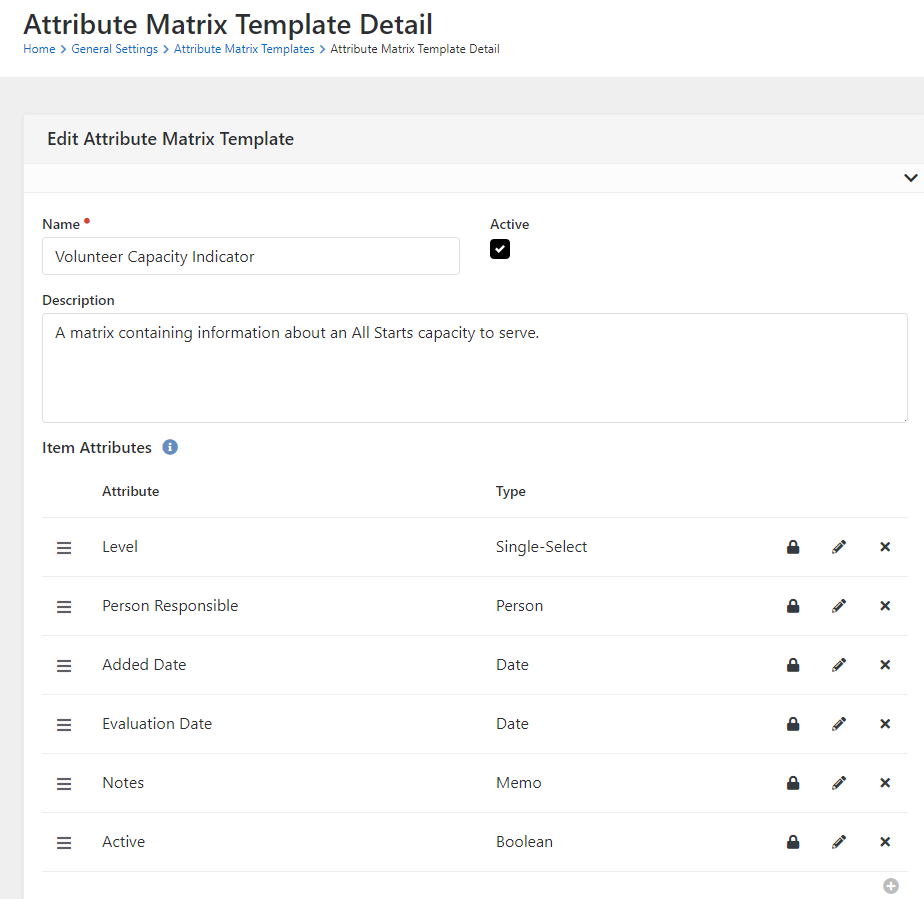 Attribute Matrix Template Detail
Home > General Settings > Attribute Matrix Templates > Attribute Matrix Template Detail
Edit Attribute Matrix Template
Name
Active
Volunteer Capacity Indicator
Description
A matrix containing information about an All Starts capacity to serve.
Item Attributes
Attribute Type
Level Single-Select
Person Responsible Person
Added Date Date
Evaluation Date Date
Notes Memo
Active Boolean